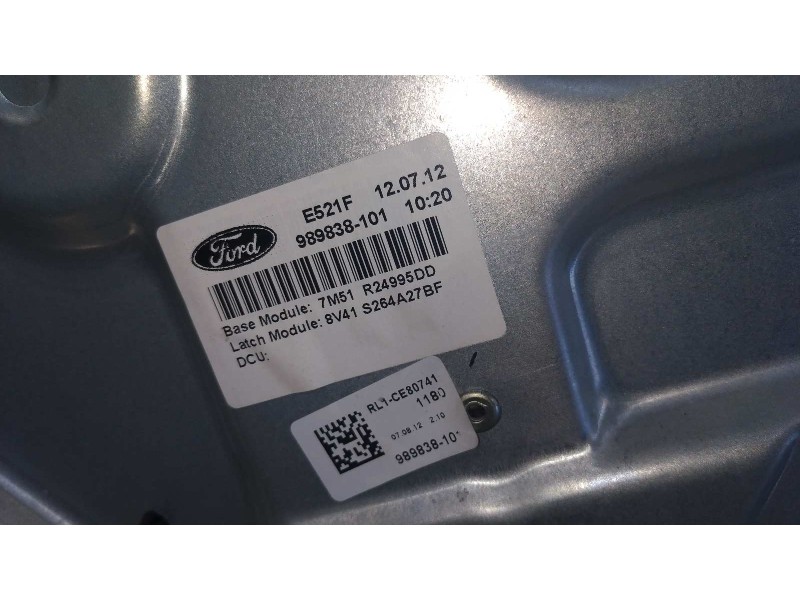 Ford
E521F 12.07.12
989838-101 10:20
Base Module: 7M51 R24995DD
Latch Module: 8V41 S264A27BF
DCU:
RL1-CE80741
1180
07.08.12 2.10
989838-10